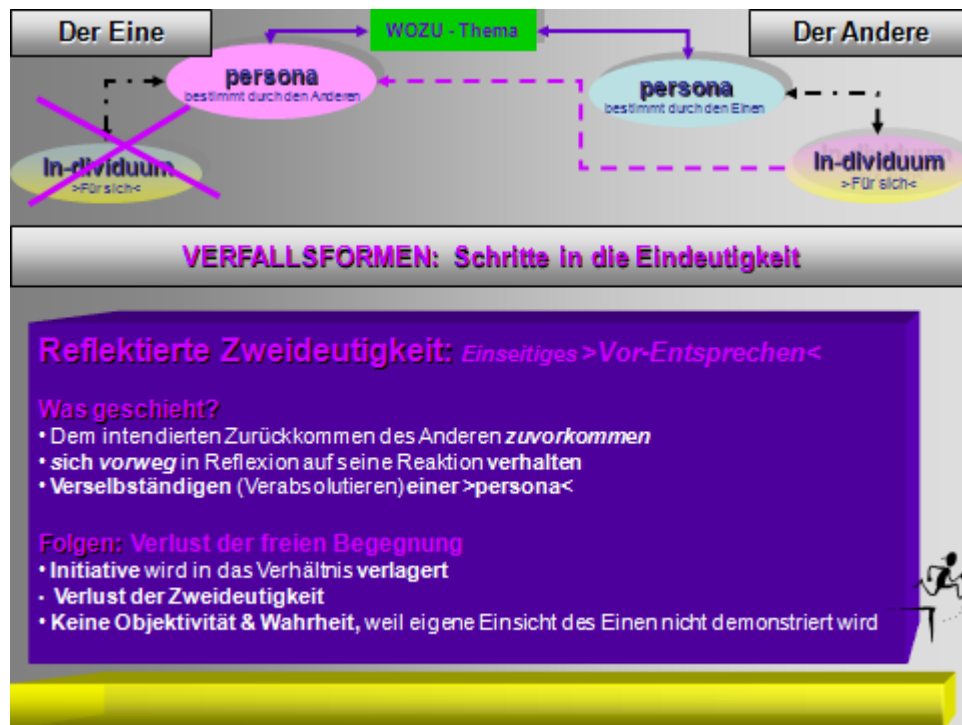 Der Eine
WOZU - Thema
Der Andere
persona
bestimmt durch den Anderen
persona
bestimmt durch den Einen
In-dividuum
>Für sich<
In-dividuum
>Für sich<
VERFALLSFORMEN: Schritte in die Eindeutigkeit
Reflektierte Zweideutigkeit: Einseitiges >Vor-Entsprechen<
Was geschieht?
• Dem intendierten Zurückkommen des Anderen zuvorkommen
• sich vorweg in Reflexion auf seine Reaktion verhalten
• Verselbständigen (Verabsolutieren) einer >persona<
Folgen: Verlust der freien Begegnung
• Initiative wird in das Verhältnis verlagert
• Verlust der Zweideutigkeit
• Keine Objektivität & Wahrheit, weil eigene Einsicht des Einen nicht demonstriert wird